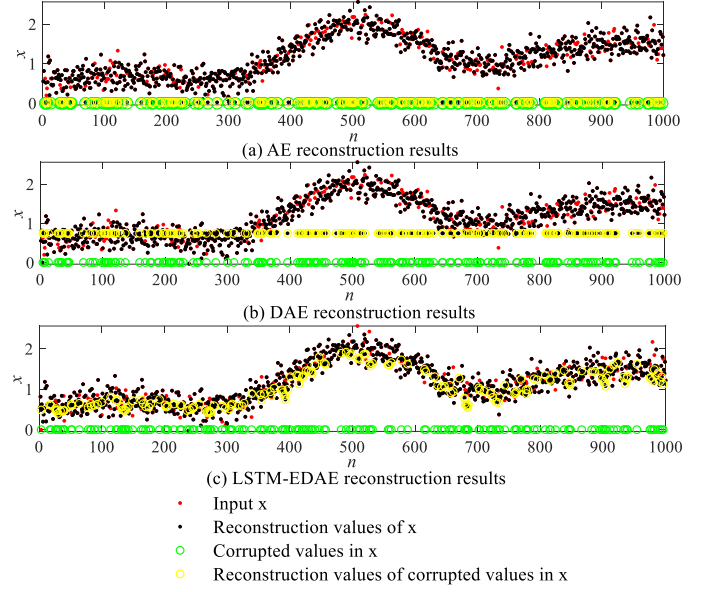 2
x
1
0
0 100 200 300 400 500 600 700 800 900 1000
n
(a) AE reconstruction results
2
x
1
0
0 100 200 300 400 500 600 700 800 900 1000
n
(b) DAE reconstruction results
2
x
1
0
0 100 200 300 400 500 600 700 800 900 1000
n
(c) LSTM-EDAE reconstruction results
Input x
Reconstruction values of x
Corrupted values in x
Reconstruction values of corrupted values in x